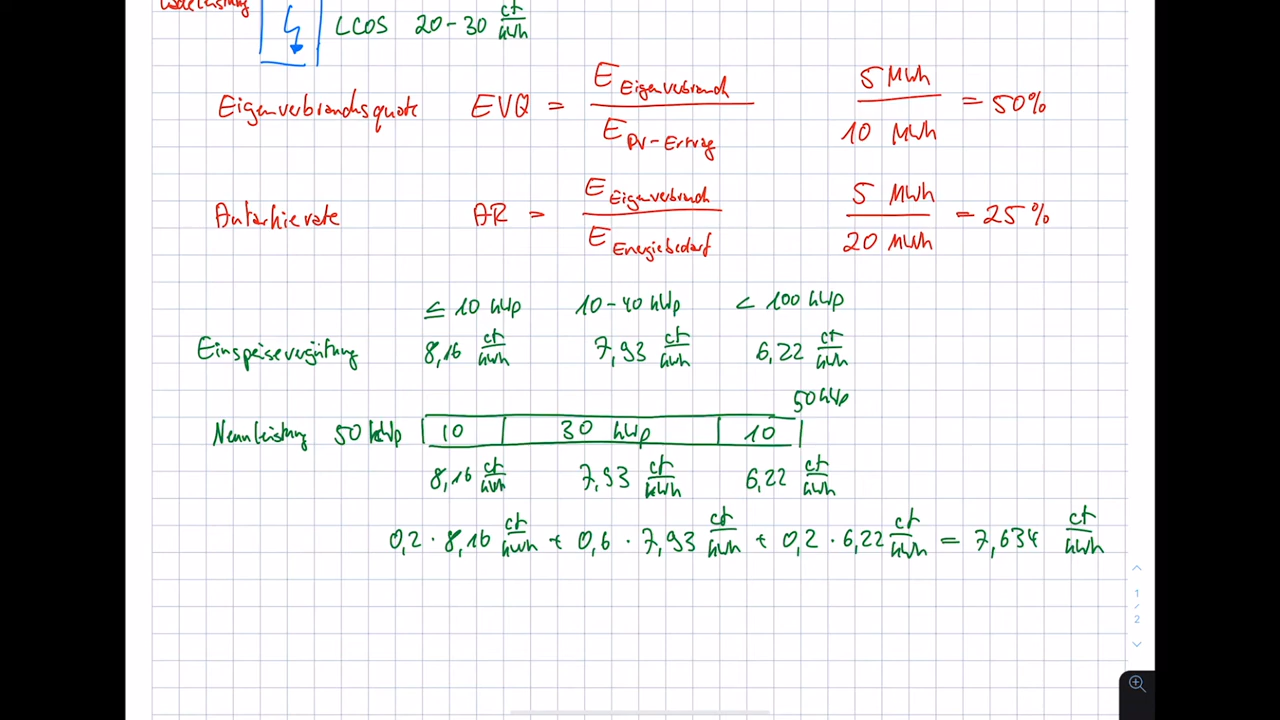 LCOS 20-30 ct/kWh
Eigenverbrauchsquote EVQ = E Eigenverbrauch / E PV-Ertrag 5 MWh / 10 MWh = 50%
Autarkierate AR = E Eigenverbrauch / E Energiebedarf 5 MWh / 20 MWh = 25%
≤ 10 kWp 10-40 kWp < 100 kWp
Einspeisevergütung 8,16 ct/kWh 7,93 ct/kWh 6,22 ct/kWh
50 kWp
Nennleistung 50 kWp 10 30 kWp 10
8,16 ct/kWh 7,93 ct/kWh 6,22 ct/kWh
0,2 · 8,16 ct/kWh + 0,6 · 7,93 ct/kWh + 0,2 · 6,22 ct/kWh = 7,634 ct/kWh
1
/
2